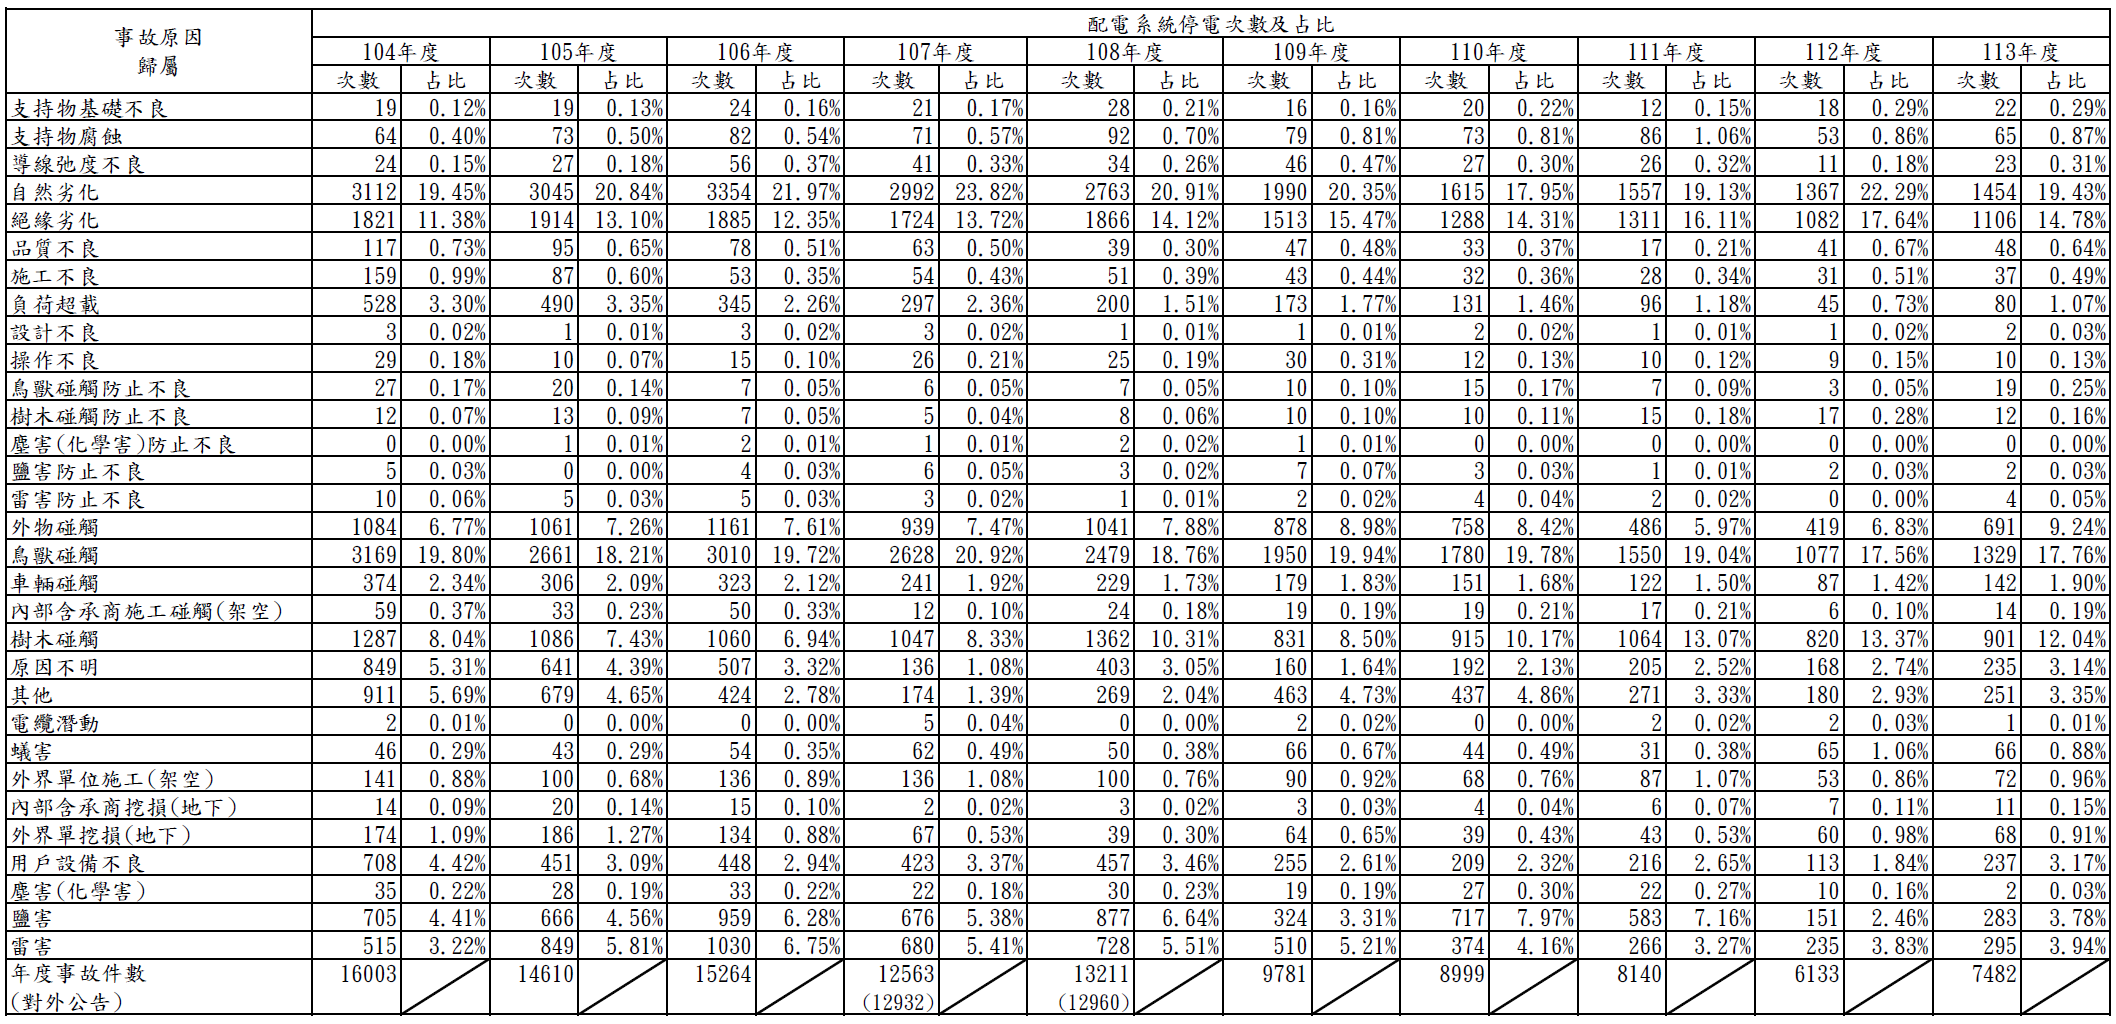 事故原因
歸屬
配電系統停電次數及占比
104年度 105年度 106年度 107年度 108年度 109年度 110年度 111年度 112年度 113年度
次數 占比 次數 占比 次數 占比 次數 占比 次數 占比 次數 占比 次數 占比 次數 占比 次數 占比 次數 占比
支持物基礎不良 19 0.12% 19 0.13% 24 0.16% 21 0.17% 28 0.21% 16 0.16% 20 0.22% 12 0.15% 18 0.29% 22 0.29%
支持物腐蝕 64 0.40% 73 0.50% 82 0.54% 71 0.57% 92 0.70% 79 0.81% 73 0.81% 86 1.06% 53 0.86% 65 0.87%
導線弛度不良 24 0.15% 27 0.18% 56 0.37% 41 0.33% 34 0.26% 46 0.47% 27 0.30% 26 0.32% 11 0.18% 23 0.31%
自然劣化 3112 19.45% 3045 20.84% 3354 21.97% 2992 23.82% 2763 20.91% 1990 20.35% 1615 17.95% 1557 19.13% 1367 22.29% 1454 19.43%
絕緣劣化 1821 11.38% 1914 13.10% 1885 12.35% 1724 13.72% 1866 14.12% 1513 15.47% 1288 14.31% 1311 16.11% 1082 17.64% 1106 14.78%
品質不良 117 0.73% 95 0.65% 78 0.51% 63 0.50% 39 0.30% 47 0.48% 33 0.37% 17 0.21% 41 0.67% 48 0.64%
施工不良 159 0.99% 87 0.60% 53 0.35% 54 0.43% 51 0.39% 43 0.44% 32 0.36% 28 0.34% 31 0.51% 37 0.49%
負荷超載 528 3.30% 490 3.35% 345 2.26% 297 2.36% 200 1.51% 173 1.77% 131 1.46% 96 1.18% 45 0.73% 80 1.07%
設計不良 3 0.02% 1 0.01% 3 0.02% 3 0.02% 1 0.01% 1 0.01% 2 0.02% 1 0.01% 1 0.02% 2 0.03%
操作不良 29 0.18% 10 0.07% 15 0.10% 26 0.21% 25 0.19% 30 0.31% 12 0.13% 10 0.12% 9 0.15% 10 0.13%
鳥獸碰觸防止不良 27 0.17% 20 0.14% 7 0.05% 6 0.05% 7 0.05% 10 0.10% 15 0.17% 7 0.09% 3 0.05% 19 0.25%
樹木碰觸防止不良 12 0.07% 13 0.09% 7 0.05% 5 0.04% 8 0.06% 10 0.10% 10 0.11% 15 0.18% 17 0.28% 12 0.16%
塵害(化學害)防止不良 0 0.00% 1 0.01% 2 0.01% 1 0.01% 2 0.02% 1 0.01% 0 0.00% 0 0.00% 0 0.00% 0 0.00%
鹽害防止不良 5 0.03% 0 0.00% 4 0.03% 6 0.05% 3 0.02% 7 0.07% 3 0.03% 1 0.01% 2 0.03% 2 0.03%
雷害防止不良 10 0.06% 5 0.03% 5 0.03% 3 0.02% 1 0.01% 2 0.02% 4 0.04% 2 0.02% 0 0.00% 4 0.05%
外物碰觸 1084 6.77% 1061 7.26% 1161 7.61% 939 7.47% 1041 7.88% 878 8.98% 758 8.42% 486 5.97% 419 6.83% 691 9.24%
鳥獸碰觸 3169 19.80% 2661 18.21% 3010 19.72% 2628 20.92% 2479 18.76% 1950 19.94% 1780 19.78% 1550 19.04% 1077 17.56% 1329 17.76%
車輛碰觸 374 2.34% 306 2.09% 323 2.12% 241 1.92% 229 1.73% 179 1.83% 151 1.68% 122 1.50% 87 1.42% 142 1.90%
內部含承商施工碰觸(架空) 59 0.37% 33 0.23% 50 0.33% 12 0.10% 24 0.18% 19 0.19% 19 0.21% 17 0.21% 6 0.10% 14 0.19%
樹木碰觸 1287 8.04% 1086 7.43% 1060 6.94% 1047 8.33% 1362 10.31% 831 8.50% 915 10.17% 1064 13.07% 820 13.37% 901 12.04%
原因不明 849 5.31% 641 4.39% 507 3.32% 136 1.08% 403 3.05% 160 1.64% 192 2.13% 205 2.52% 168 2.74% 235 3.14%
其他 911 5.69% 679 4.65% 424 2.78% 174 1.39% 269 2.04% 463 4.73% 437 4.86% 271 3.33% 180 2.93% 251 3.35%
電纜潛動 2 0.01% 0 0.00% 0 0.00% 5 0.04% 0 0.00% 2 0.02% 0 0.00% 2 0.02% 2 0.03% 1 0.01%
蟻害 46 0.29% 43 0.29% 54 0.35% 62 0.49% 50 0.38% 66 0.67% 44 0.49% 31 0.38% 65 1.06% 66 0.88%
外界單位施工(架空) 141 0.88% 100 0.68% 136 0.89% 136 1.08% 100 0.76% 90 0.92% 68 0.76% 87 1.07% 53 0.86% 72 0.96%
內部含承商挖損(地下) 14 0.09% 20 0.14% 15 0.10% 2 0.02% 3 0.02% 3 0.03% 4 0.04% 6 0.07% 7 0.11% 11 0.15%
外界單挖損(地下) 174 1.09% 186 1.27% 134 0.88% 67 0.53% 39 0.30% 64 0.65% 39 0.43% 43 0.53% 60 0.98% 68 0.91%
用戶設備不良 708 4.42% 451 3.09% 448 2.94% 423 3.37% 457 3.46% 255 2.61% 209 2.32% 216 2.65% 113 1.84% 237 3.17%
塵害(化學害) 35 0.22% 28 0.19% 33 0.22% 22 0.18% 30 0.23% 19 0.19% 27 0.30% 22 0.27% 10 0.16% 2 0.03%
鹽害 705 4.41% 666 4.56% 959 6.28% 676 5.38% 877 6.64% 324 3.31% 717 7.97% 583 7.16% 151 2.46% 283 3.78%
雷害 515 3.22% 849 5.81% 1030 6.75% 680 5.41% 728 5.51% 510 5.21% 374 4.16% 266 3.27% 235 3.83% 295 3.94%
年度事故件數 16003 14610 15264 12563 13211 9781 8999 8140 6133 7482
(對外公告) (12932) (12960)